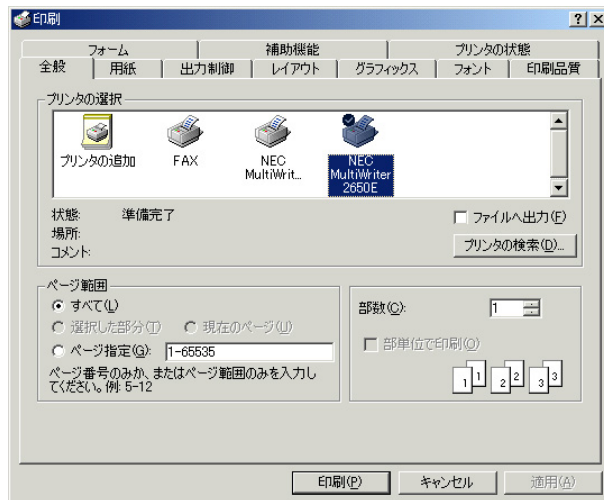 印刷
フォーム 補助機能 プリンタの状態
全般 用紙 出力制御 レイアウト グラフィックス フォント 印刷品質
プリンタの選択
プリンタの追加 FAX NEC MultiWrit... NEC MultiWriter 2650E
状態: 準備完了
場所:
コメント:
ファイルへ出力(F)
プリンタの検索(D)...
ページ範囲
すべて(L)
選択した部分(T) 現在のページ(U)
ページ指定(G): 1-65535
ページ番号のみか、またはページ範囲のみを入力し
てください。例: 5-12
部数(C): 1
部単位で印刷(O)
1 1 2 2 3 3
印刷(P) キャンセル 適用(A)